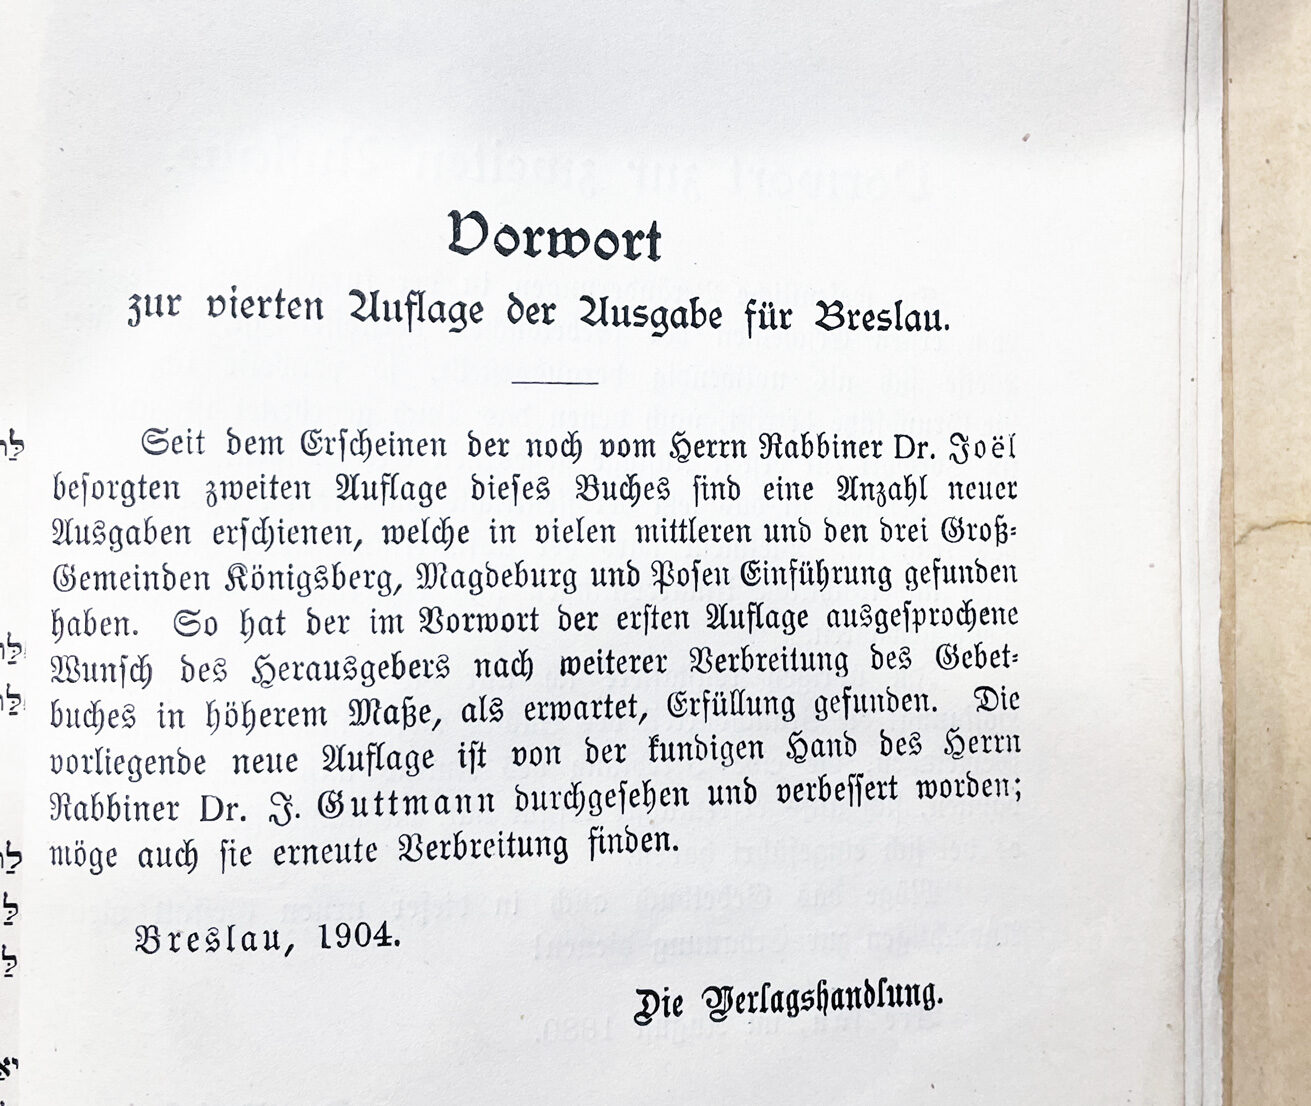 Vorwort
zur vierten Auflage der Ausgabe für Breslau.
Seit dem Erscheinen der noch vom Herrn Rabbiner Dr. Joël
besorgten zweiten Auflage dieses Buches sind eine Anzahl neuer
Ausgaben erschienen, welche in vielen mittleren und den drei Groß-
Gemeinden Königsberg, Magdeburg und Posen Einführung gefunden
haben. So hat der im Vorwort der ersten Auflage ausgesprochene
Wunsch des Herausgebers nach weiterer Verbreitung des Gebet-
buches in höherem Maße, als erwartet, Erfüllung gefunden. Die
vorliegende neue Auflage ist von der kundigen Hand des Herrn
Rabbiner Dr. J. Guttmann durchgesehen und verbessert worden;
möge auch sie erneute Verbreitung finden.
Breslau, 1904.
Die Verlagshandlung.